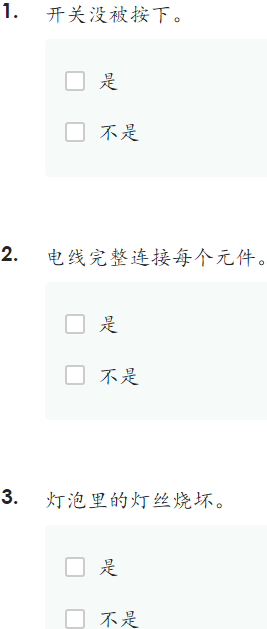 1. 开关没被按下。
是
不是
2. 电线完整连接每个元件。
是
不是
3. 灯泡里的灯丝烧坏。
是
不是